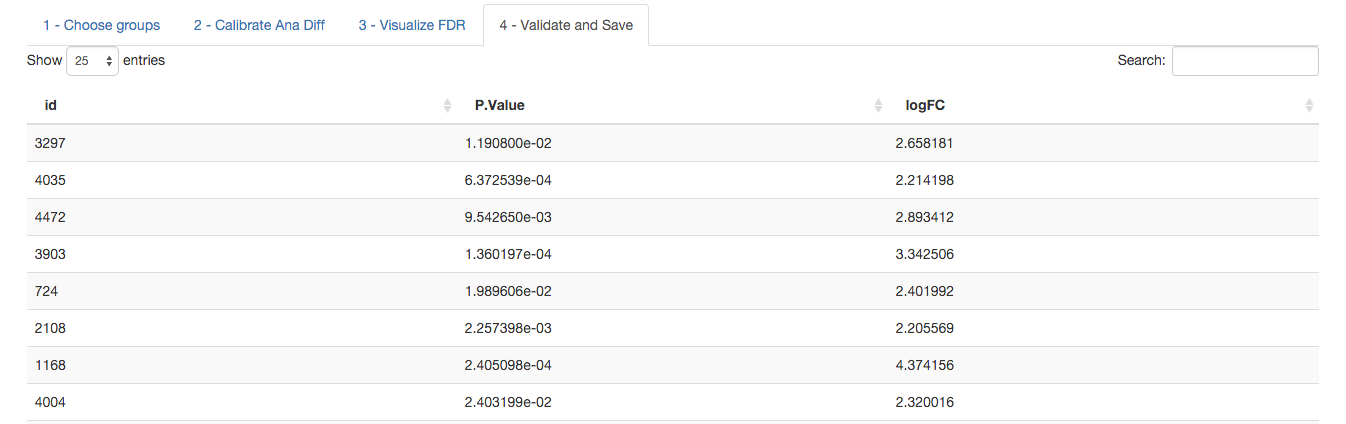 1 - Choose groups 2 - Calibrate Ana Diff 3 - Visualize FDR 4 - Validate and Save
Show 25 entries Search:
id P.Value logFC
3297 1.190800e-02 2.658181
4035 6.372539e-04 2.214198
4472 9.542650e-03 2.893412
3903 1.360197e-04 3.342506
724 1.989606e-02 2.401992
2108 2.257398e-03 2.205569
1168 2.405098e-04 4.374156
4004 2.403199e-02 2.320016